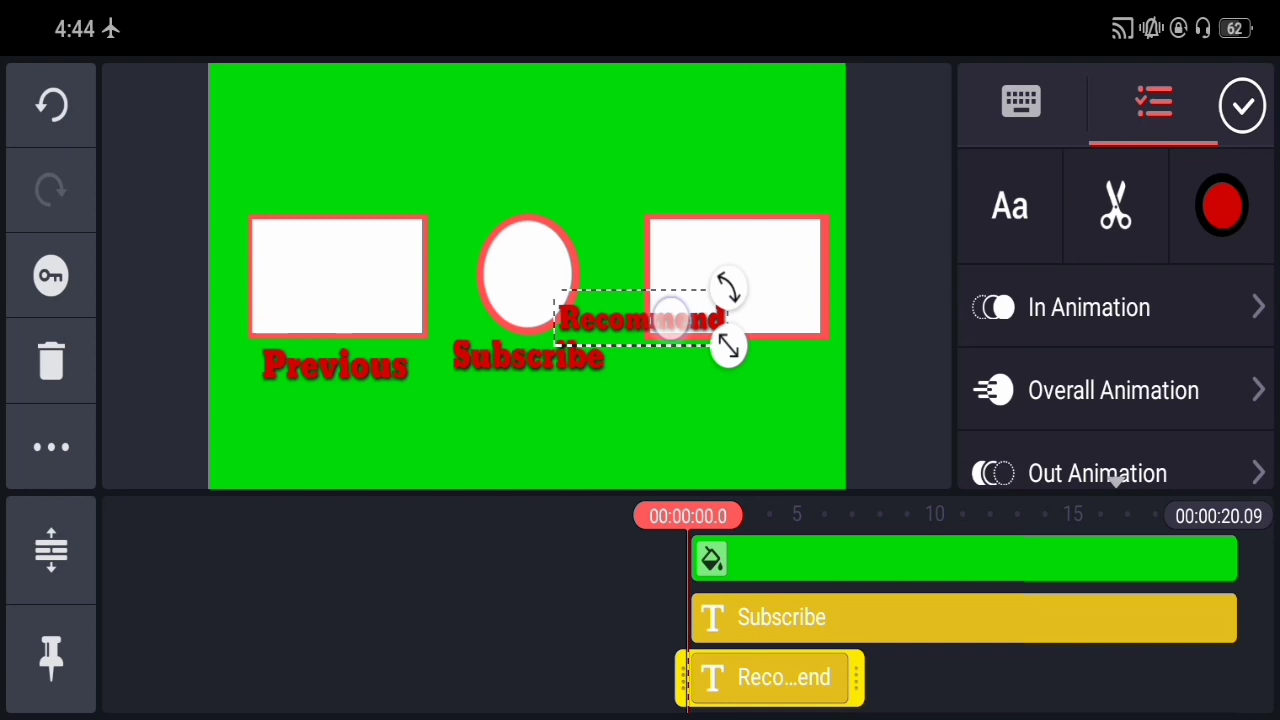 4:44
62
Aa
In Animation
Recommend
Previous
Subscribe
Overall Animation
Out Animation
00:00:00.0
5
10
15
00:00:20.09
T Subscribe
T Reco...end